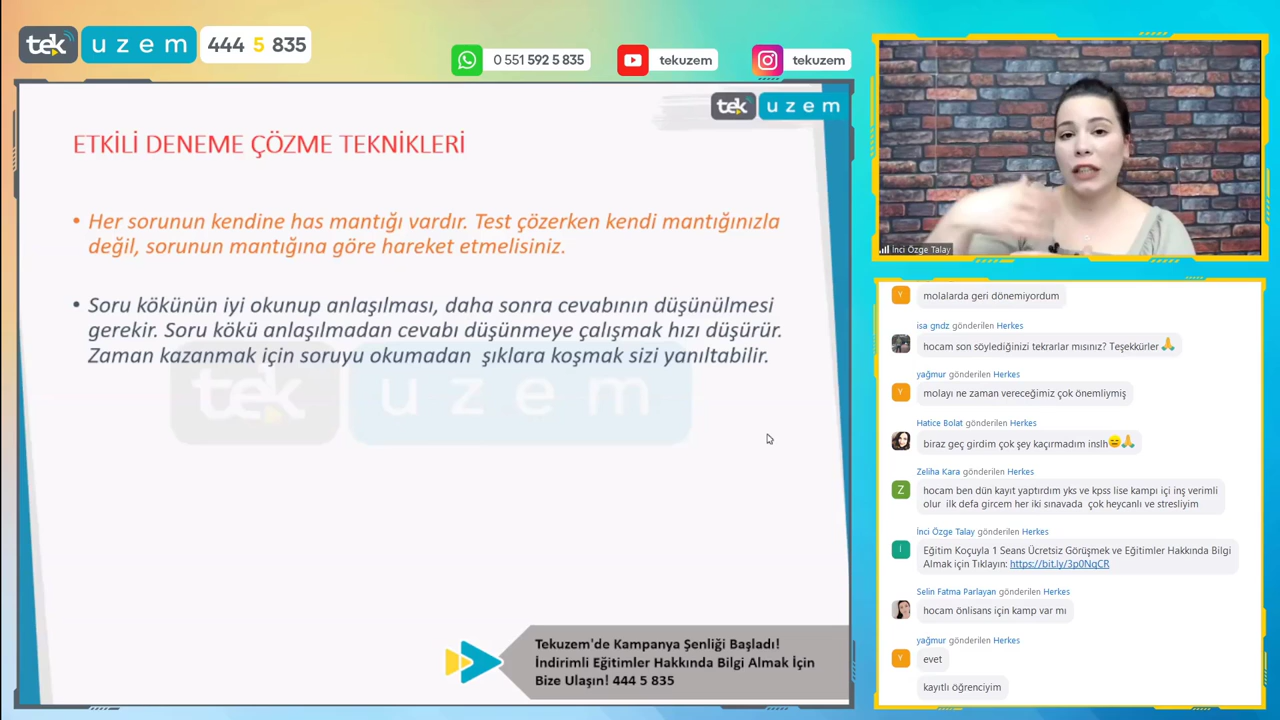 tek uzem 444 5 835
0 551 592 5 835
tekuzem
tekuzem
tek uzem
ETKİLİ DENEME ÇÖZME TEKNİKLERİ
• Her sorunun kendine has mantığı vardır. Test çözerken kendi mantığınızla
değil, sorunun mantığına göre hareket etmelisiniz.
• Soru kökünün iyi okunup anlaşılması, daha sonra cevabının düşünülmesi
gerekir. Soru kökü anlaşılmadan cevabı düşünmeye çalışmak hızı düşürür.
Zaman kazanmak için soruyu okumadan şıklara koşmak sizi yanıltabilir.
tek uzem
Tekuzem'de Kampanya Şenliği Başladı!
İndirimli Eğitimler Hakkında Bilgi Almak İçin
Bize Ulaşın! 444 5 835
İnci Özge Talay
Y
molalarda geri dönemiyordum
isa gndz gönderilen Herkes
hocam son söylediğinizi tekrarlar mısınız? Teşekkürler 🙏
yağmur gönderilen Herkes
Y
molayı ne zaman vereceğimiz çok önemliymiş
Hatice Bolat gönderilen Herkes
biraz geç girdim çok şey kaçırmadım inslh😑🙏
Zeliha Kara gönderilen Herkes
Z
hocam ben dün kayıt yaptırdım yks ve kpss lise kampı içi inş verimli
olur ilk defa gircem her iki sınavada çok heycanlı ve stresliyim
İnci Özge Talay gönderilen Herkes
İ
Eğitim Koçuyla 1 Seans Ücretsiz Görüşmek ve Eğitimler Hakkında Bilgi
Almak için Tıklayın: https://bit.ly/3p0NqCR
Selin Fatma Parlayan gönderilen Herkes
hocam önlisans için kamp var mı
yağmur gönderilen Herkes
Y
evet
kayıtlı öğrenciyim